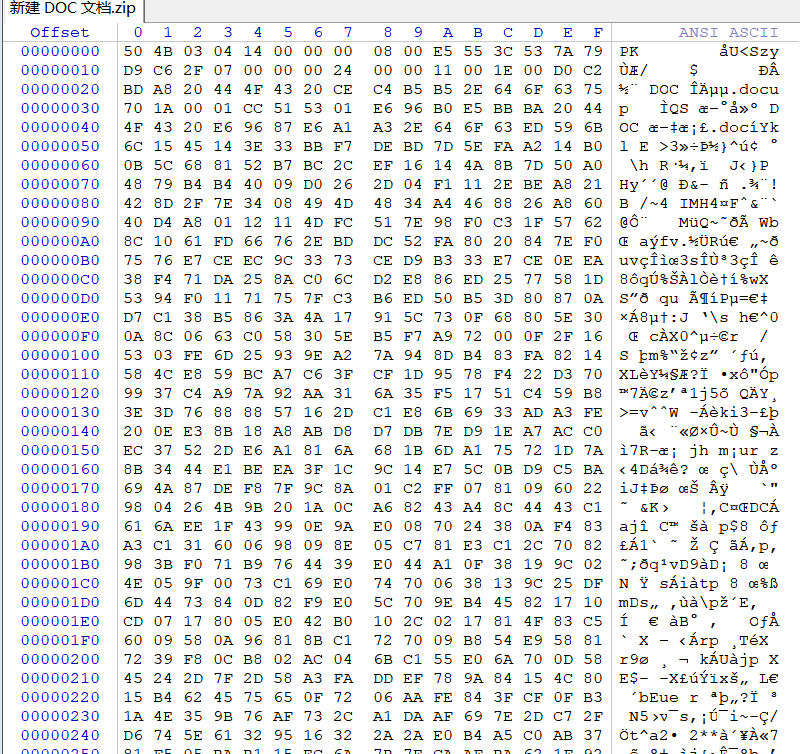 新建 DOC 文档.zip
Offset 0 1 2 3 4 5 6 7 8 9 A B C D E F ANSI ASCII
00000000 50 4B 03 04 14 00 00 00 08 00 E5 55 3C 53 7A 79 PK åU<Szy
00000010 D9 C6 2F 07 00 00 00 24 00 00 11 00 1E 00 D0 C2 ÙÆ/ $ ÐÂ
00000020 BD A8 20 44 4F 43 20 CE C4 B5 B5 2E 64 6F 63 75 ½¨ DOC ÎÄµµ.docu
00000030 70 1A 00 01 CC 51 53 01 E6 96 B0 E5 BB BA 20 44 p ÌQS æ–°å»º D
00000040 4F 43 20 E6 96 87 E6 A1 A3 2E 64 6F 63 ED 59 6B OC æ–‡æ¡£.docíYk
00000050 6C 15 45 14 3E 33 BB F7 DE BD 7D 5E FA A2 14 B0 l E >3»÷Þ½}^ú¢ °
00000060 0B 5C 68 81 52 B7 BC 2C EF 16 14 4A 8B 7D 50 A0 \h R·¼,ï J‹}P
00000070 48 79 B4 B4 40 09 D0 26 2D 04 F1 11 2E BE A8 21 Hy´´@ Ð&- ñ .¾¨!
00000080 42 8D 2F 7E 34 08 49 4D 48 34 A4 46 88 26 A8 60 B /~4 IMH4¤Fˆ&¨`
00000090 40 D4 A8 01 12 11 4D FC 51 7E 98 F0 C3 1F 57 62 @Ô¨ MüQ~˜ðÃ Wb
000000A0 8C 10 61 FD 66 76 2E BD DC 52 FA 80 20 84 7E F0 Œ aýfv.½ÜRú€ „~ð
000000B0 75 76 E7 CE EC 9C 33 73 CE D9 B3 33 E7 CE 0E EA uvçÎìœ3sÎÙ³3çÎ ê
000000C0 38 F4 71 DA 25 8A C0 6C D2 E8 86 ED 25 77 58 1D 8ôqÚ%ŠÀlÒè†í%wX
000000D0 53 94 F0 11 71 75 7F C3 B6 ED 50 B5 3D 80 87 0A S”ð qu Ã¶íPµ=€‡
000000E0 D7 C1 38 B5 86 3A 4A 17 91 5C 73 0F 68 80 5E 30 ×Á8µ†:J ‘\s h€^0
000000F0 0A 8C 06 63 C0 58 30 5E B5 F7 A9 72 00 0F 2F 16 Œ cÀX0^µ÷©r /
00000100 53 03 FE 6D 25 93 9E A2 7A 94 8D B4 83 FA 82 14 S þm%“ž¢z” ´ƒú‚
00000110 58 4C E8 59 BC A7 C6 3F CF 1D 95 78 F4 22 D3 70 XLèY¼§Æ?Ï •xô"Óp
00000120 99 37 C4 A9 7A 92 AA 31 6A 35 F5 17 51 C4 59 B8 ™7Ä©z’ª1j5õ QÄY¸
00000130 3E 3D 76 88 88 57 16 2D C1 E8 6B 69 33 AD A3 FE >=vˆˆW -Áèki3-£þ
00000140 20 0E E3 8B 18 A8 AB D8 D7 DB 7E D9 1E A7 AC C0 ã‹ ¨«Ø×Û~Ù §¬À
00000150 EC 37 52 2D E6 A1 81 6A 68 1B 6D A1 75 72 1D 7A ì7R-æ¡ jh m¡ur z
00000160 8B 34 44 E1 BE EA 3F 1C 9C 14 E7 5C 0B D9 C5 BA ‹4Dá¾ê? œ ç\ ÙÅº
00000170 69 4A 87 DE F8 7F 9C 8A 01 C2 FF 07 81 09 60 22 iJ‡Þø œŠ Âÿ `"
00000180 98 04 26 4B 9B 20 1A 0C A6 82 43 A4 8C 44 43 C1 ˜ &K› ¦‚C¤ŒDCÁ
00000190 61 6A EE 1F 43 99 0E 9A E0 08 70 24 38 0A F4 83 ajî C™ šà p$8 ôƒ
000001A0 A3 C1 31 60 06 98 09 8E 05 C7 81 E3 C1 2C 70 82 £Á1` ˜ Ž Ç ãÁ,p‚
000001B0 98 3B F0 71 B9 76 44 39 E0 44 A1 0F 38 19 9C 02 ˜;ðq¹vD9àD¡ 8 œ
000001C0 4E 05 9F 00 73 C1 69 E0 74 70 06 38 13 9C 25 DF N Ÿ sÁiàtp 8 œ%ß
000001D0 6D 44 73 84 0D 82 F9 E0 5C 70 9E B4 45 82 17 10 mDs„ ‚ùà\pž´E‚
000001E0 CD 07 17 80 05 E0 42 B0 10 2C 02 17 81 4F 83 C5 Í € àB° , OƒÅ
000001F0 60 09 58 0A 96 81 8B C1 72 70 09 B8 54 E9 58 81 ` X – ‹Árp ¸TéX
00000200 72 39 F8 0C B8 02 AC 04 6B C1 55 E0 6A 70 0D 58 r9ø ¸ ¬ kÁUàjp X
00000210 45 24 2D 7F 2D 58 A3 FA DD EF 78 9A 84 15 4C 80 E$- -X£úÝïxš„ L€
00000220 15 B4 62 45 75 65 0F 72 06 AA FE 84 3F CF 0F B3 ´bEue r ªþ„?Ï ³
00000230 1A 4E 35 9B 76 AF 73 2C A1 DA AF 69 7E 2D C7 2F N5›v¯s,¡Ú¯i~-Ç/
00000240 D6 74 5E 61 32 95 16 32 2A 2A E0 B4 A5 C0 AB 37 Öt^a2• 2**à´¥À«7